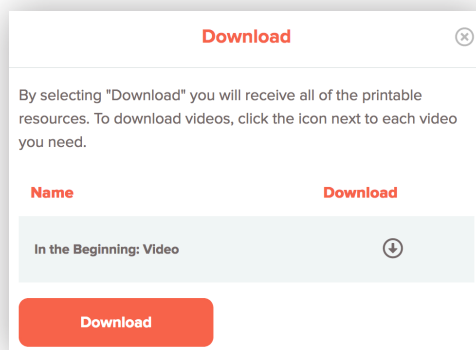 Download
By selecting "Download" you will receive all of the printable
resources. To download videos, click the icon next to each video
you need.
Name Download
In the Beginning: Video
Download